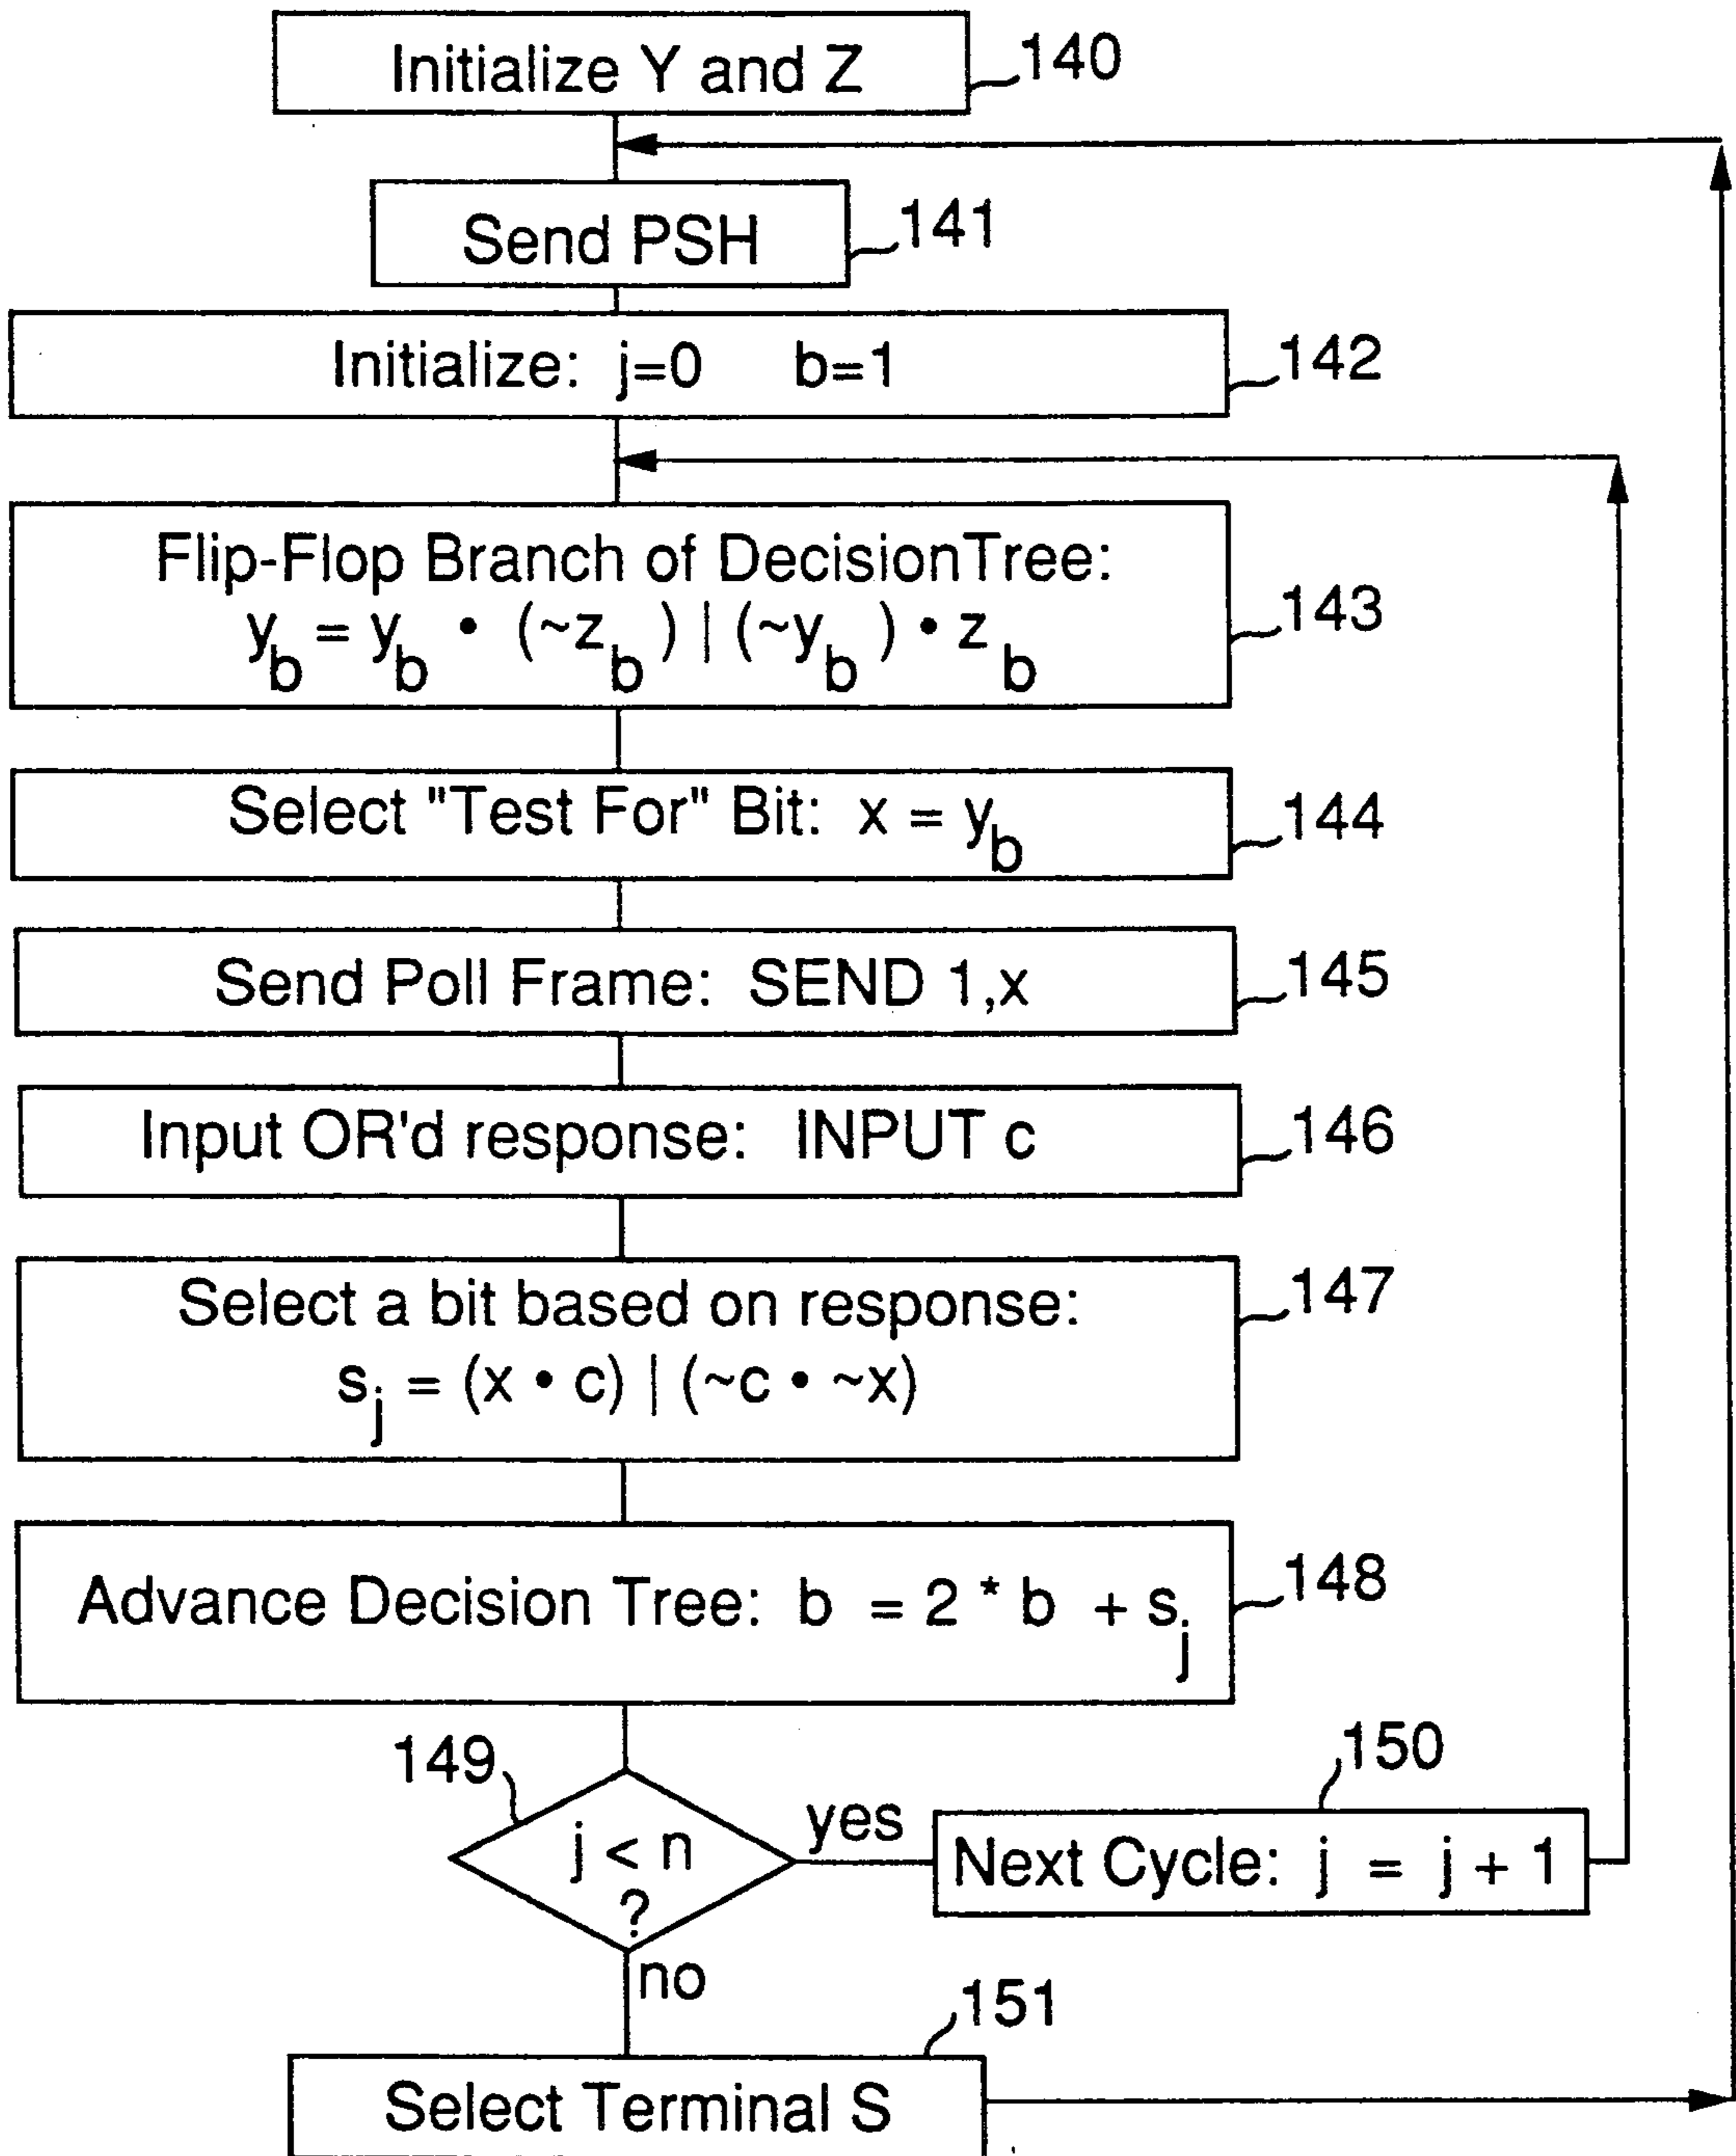 Initialize Y and Z
140
Send PSH
141
Initialize: j=0 b=1
142
Flip-Flop Branch of DecisionTree:
y_b = y_b • (~z_b) | (~y_b) • z_b
143
Select "Test For" Bit: x = y_b
144
Send Poll Frame: SEND 1,x
145
Input OR'd response: INPUT c
146
Select a bit based on response:
s_j = (x • c) | (~c • ~x)
147
Advance Decision Tree: b = 2 * b + s_j
148
149
j < n
?
yes
150
Next Cycle: j = j + 1
no
151
Select Terminal S